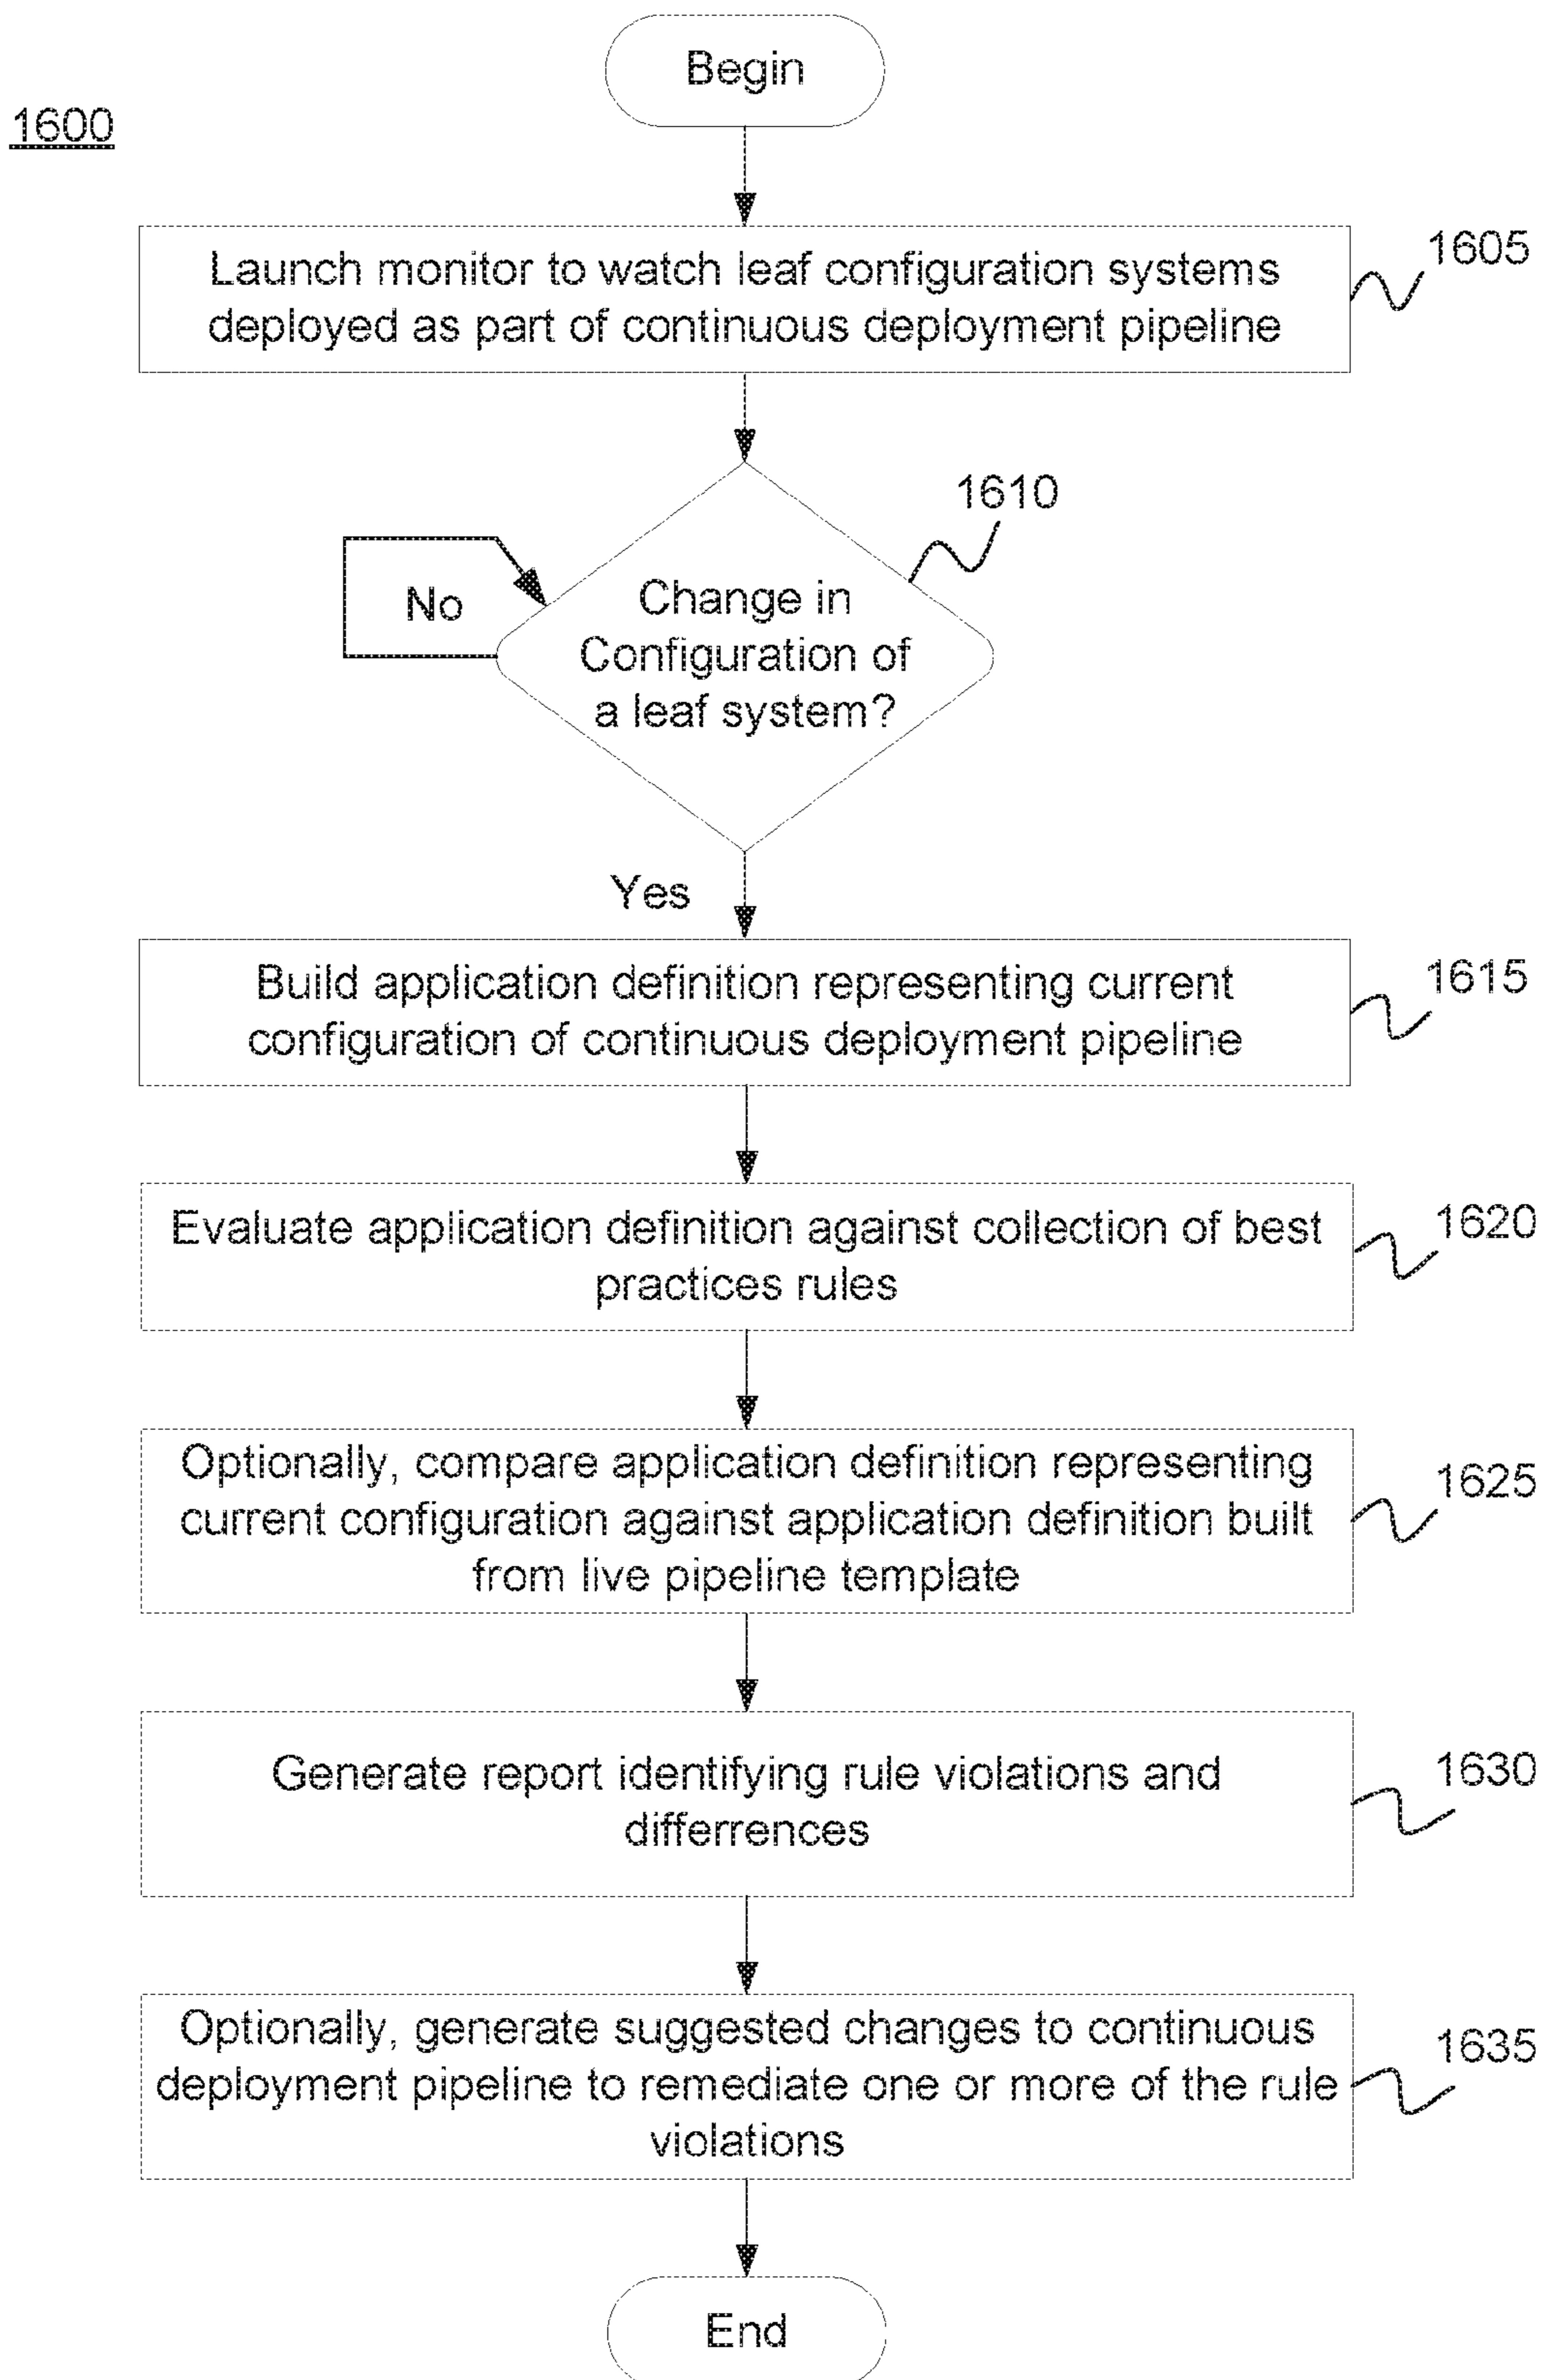 Begin
1600
Launch monitor to watch leaf configuration systems
deployed as part of continuous deployment pipeline
1605
1610
No
Change in
Configuration of
a leaf system?
Yes
Build application definition representing current
configuration of continuous deployment pipeline
1615
Evaluate application definition against collection of best
practices rules
1620
Optionally, compare application definition representing
current configuration against application definition built
from live pipeline template
1625
Generate report identifying rule violations and
differrences
1630
Optionally, generate suggested changes to continuous
deployment pipeline to remediate one or more of the rule
violations
1635
End